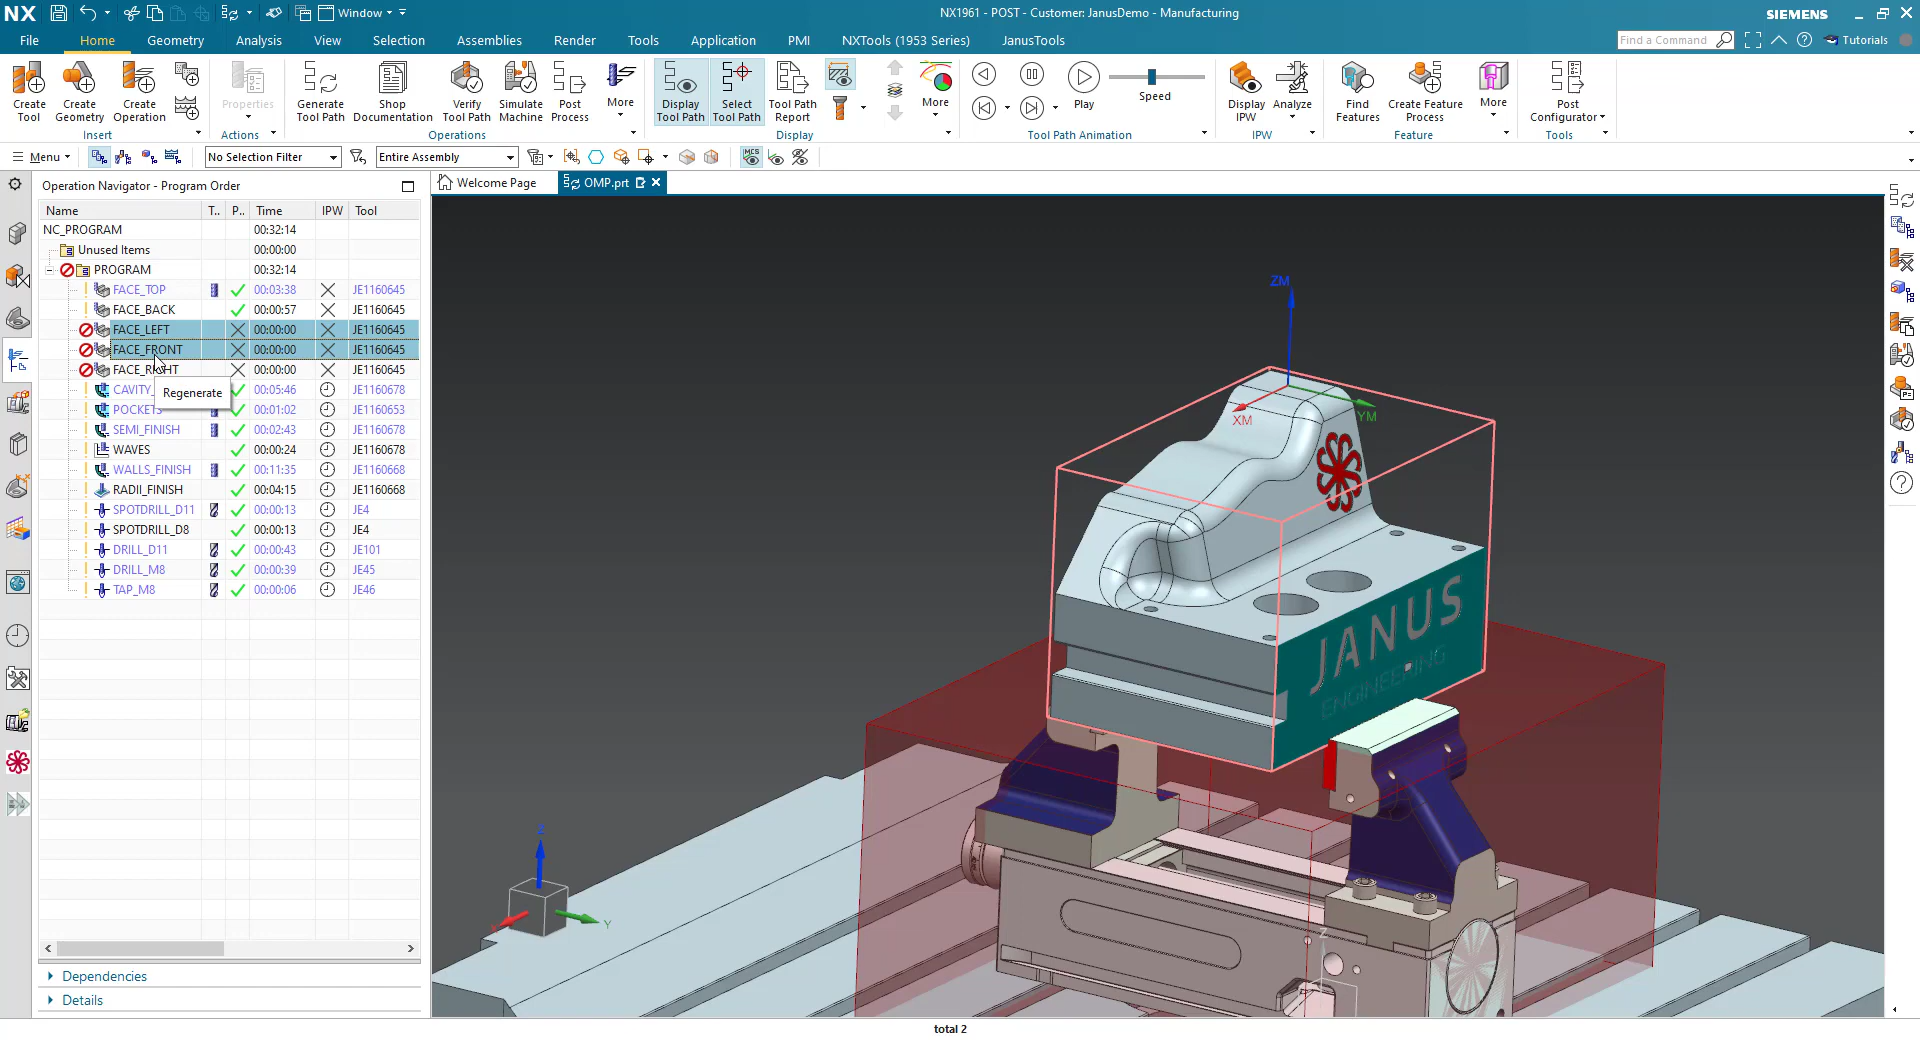 NX Window NX1961 - POST - Customer: JanusDemo - Manufacturing SIEMENS
File Home Geometry Analysis View Selection Assemblies Render Tools Application PMI NXTools (1953 Series) JanusTools Find a Command Tutorials
Create Tool
Create Geometry
Create Operation
Properties
Generate Tool Path
Shop Documentation
Verify Tool Path
Simulate Machine
Post Process
More
Display Tool Path
Select Tool Path
Tool Path Report
More
Play
Speed
Display IPW
Analyze
Find Features
Create Feature Process
More
Post Configurator
Insert Actions Operations Display Tool Path Animation IPW Feature Tools
Menu No Selection Filter Entire Assembly MCS
Operation Navigator - Program Order
Welcome Page OMP.prt
Name T.. P.. Time IPW Tool
NC_PROGRAM 00:32:14
Unused Items 00:00:00
PROGRAM 00:32:14
FACE_TOP 00:03:38 JE1160645
FACE_BACK 00:00:57 JE1160645
FACE_LEFT 00:00:00 JE1160645
FACE_FRONT 00:00:00 JE1160645
FACE_RIGHT 00:00:00 JE1160645
CAVITY_ 00:05:46 JE1160678
Regenerate
POCKETS 00:01:02 JE1160653
SEMI_FINISH 00:02:43 JE1160678
WAVES 00:00:24 JE1160678
WALLS_FINISH 00:11:35 JE1160668
RADII_FINISH 00:04:15 JE1160668
SPOTDRILL_D11 00:00:13 JE4
SPOTDRILL_D8 00:00:13 JE4
DRILL_D11 00:00:43 JE101
DRILL_M8 00:00:39 JE45
TAP_M8 00:00:06 JE46
ZM
XM
YM
JANUS
ENGINEERING
Z
Y
Z
Dependencies
Details
total 2